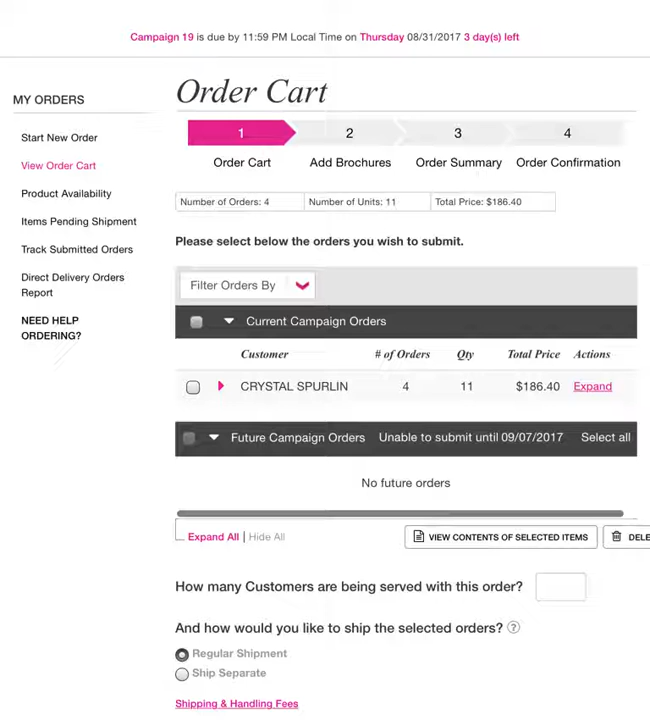 Campaign 19 is due by 11:59 PM Local Time on Thursday 08/31/2017 3 day(s) left
MY ORDERS
Start New Order
View Order Cart
Product Availability
Items Pending Shipment
Track Submitted Orders
Direct Delivery Orders
Report
NEED HELP
ORDERING?
Order Cart
1 2 3 4
Order Cart Add Brochures Order Summary Order Confirmation
Number of Orders: 4 Number of Units: 11 Total Price: $186.40
Please select below the orders you wish to submit.
Filter Orders By
Current Campaign Orders
Customer # of Orders Qty Total Price Actions
CRYSTAL SPURLIN 4 11 $186.40 Expand
Future Campaign Orders Unable to submit until 09/07/2017 Select all
No future orders
Expand All | Hide All VIEW CONTENTS OF SELECTED ITEMS DELE
How many Customers are being served with this order?
And how would you like to ship the selected orders? ?
Regular Shipment
Ship Separate
Shipping & Handling Fees